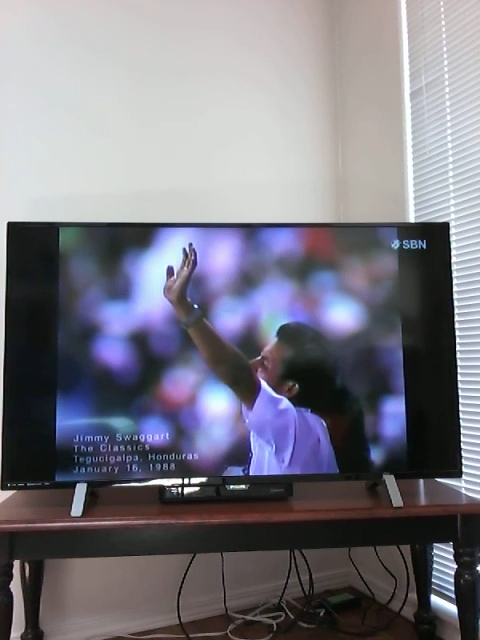 SBN
Jimmy Swaggart
The Classics
Tegucigalpa, Honduras
January 16, 1988